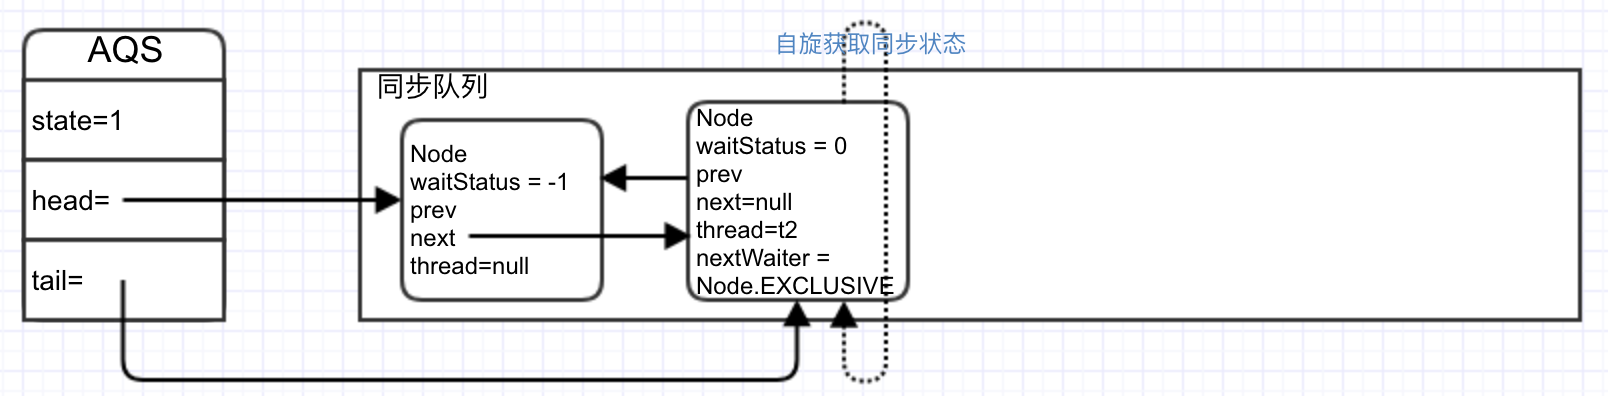 自旋获取同步状态
AQS
state=1
head=
tail=
同步队列
Node
waitStatus = -1
prev
next
thread=null
Node
waitStatus = 0
prev
next=null
thread=t2
nextWaiter =
Node.EXCLUSIVE